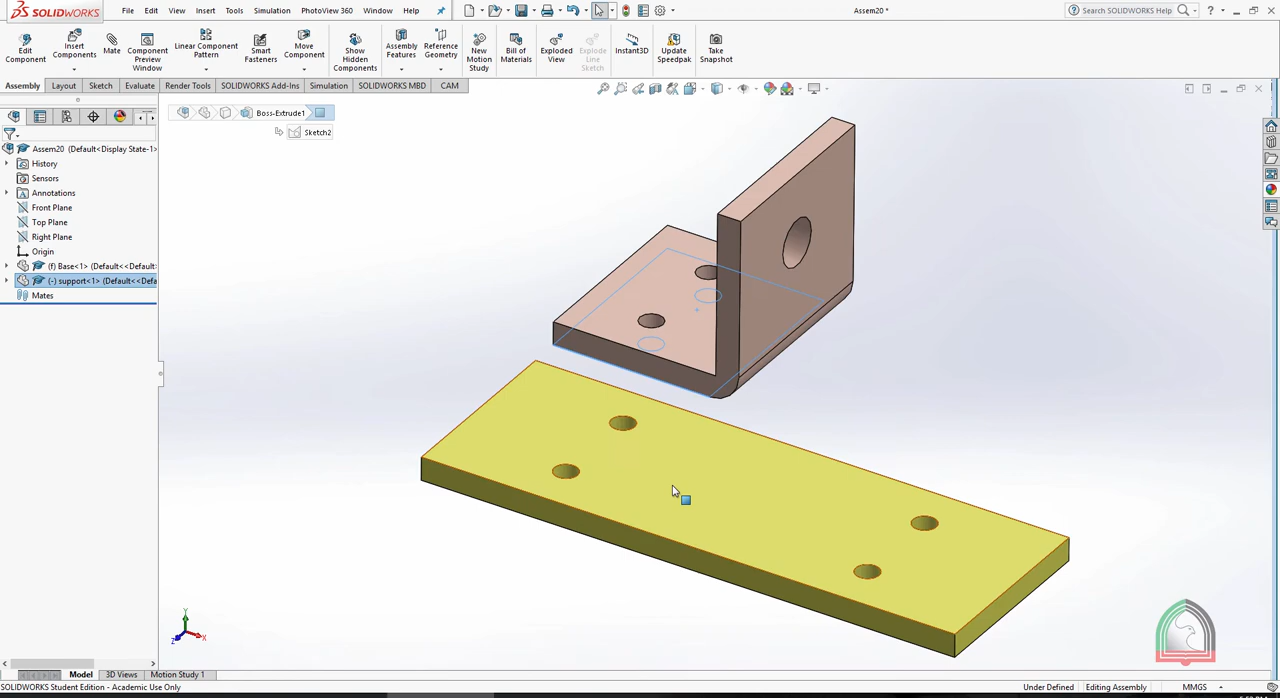 SOLIDWORKS
File Edit View Insert Tools Simulation PhotoView 360 Window Help
Assem20 *
Search SOLIDWORKS Help
Edit Component
Insert Components
Mate
Component Preview Window
Linear Component Pattern
Smart Fasteners
Move Component
Show Hidden Components
Assembly Features
Reference Geometry
New Motion Study
Bill of Materials
Exploded View
Explode Line Sketch
Instant3D
Update Speedpak
Take Snapshot
Assembly Layout Sketch Evaluate Render Tools SOLIDWORKS Add-Ins Simulation SOLIDWORKS MBD CAM
Boss-Extrude1
Sketch2
Assem20 (Default<Display State-1>
History
Sensors
Annotations
Front Plane
Top Plane
Right Plane
Origin
(f) Base<1> (Default<<Default
(-) support<1> (Default<<Defa
Mates
Y
X
Z
Model 3D Views Motion Study 1
SOLIDWORKS Student Edition - Academic Use Only
Under Defined Editing Assembly MMGS